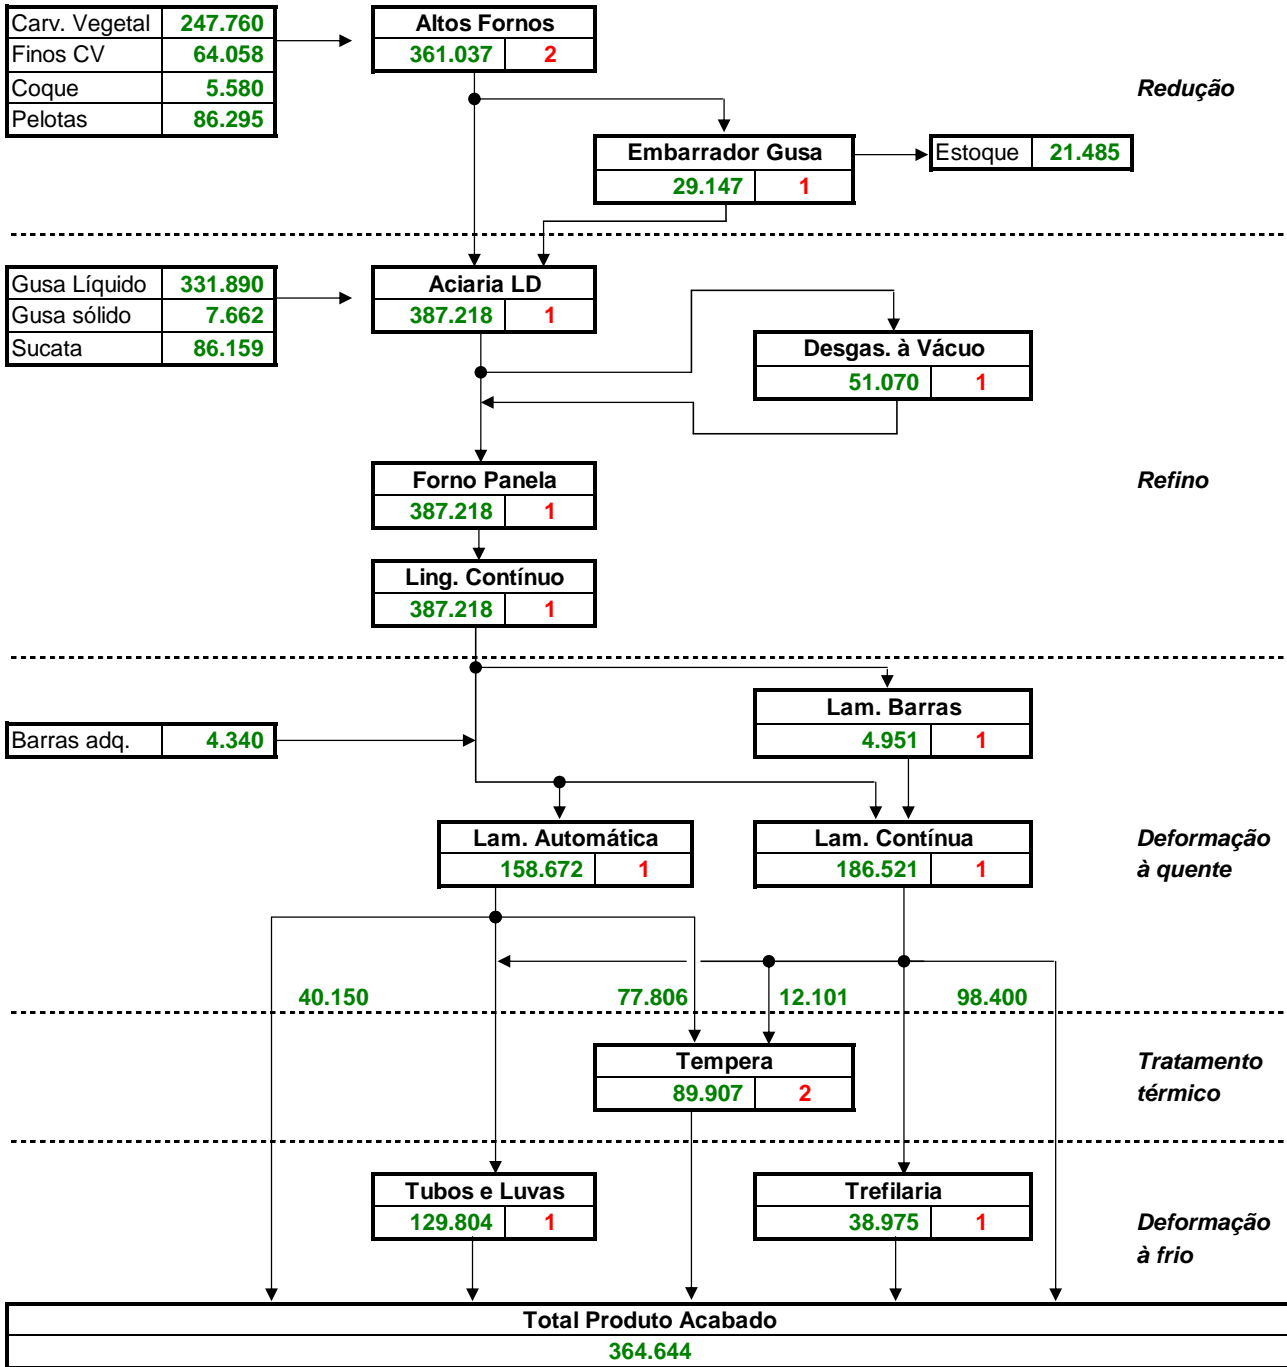 Carv. Vegetal 247.760
Finos CV 64.058
Coque 5.580
Pelotas 86.295
Altos Fornos
361.037 2
Redução
Embarrador Gusa
29.147 1
Estoque 21.485
Gusa Líquido 331.890
Gusa sólido 7.662
Sucata 86.159
Aciaria LD
387.218 1
Desgas. à Vácuo
51.070 1
Forno Panela
387.218 1
Refino
Ling. Contínuo
387.218 1
Lam. Barras
4.951 1
Barras adq. 4.340
Lam. Automática
158.672 1
Lam. Contínua
186.521 1
Deformação
à quente
40.150 77.806 12.101 98.400
Tempera
89.907 2
Tratamento
térmico
Tubos e Luvas
129.804 1
Trefilaria
38.975 1
Deformação
à frio
Total Produto Acabado
364.644